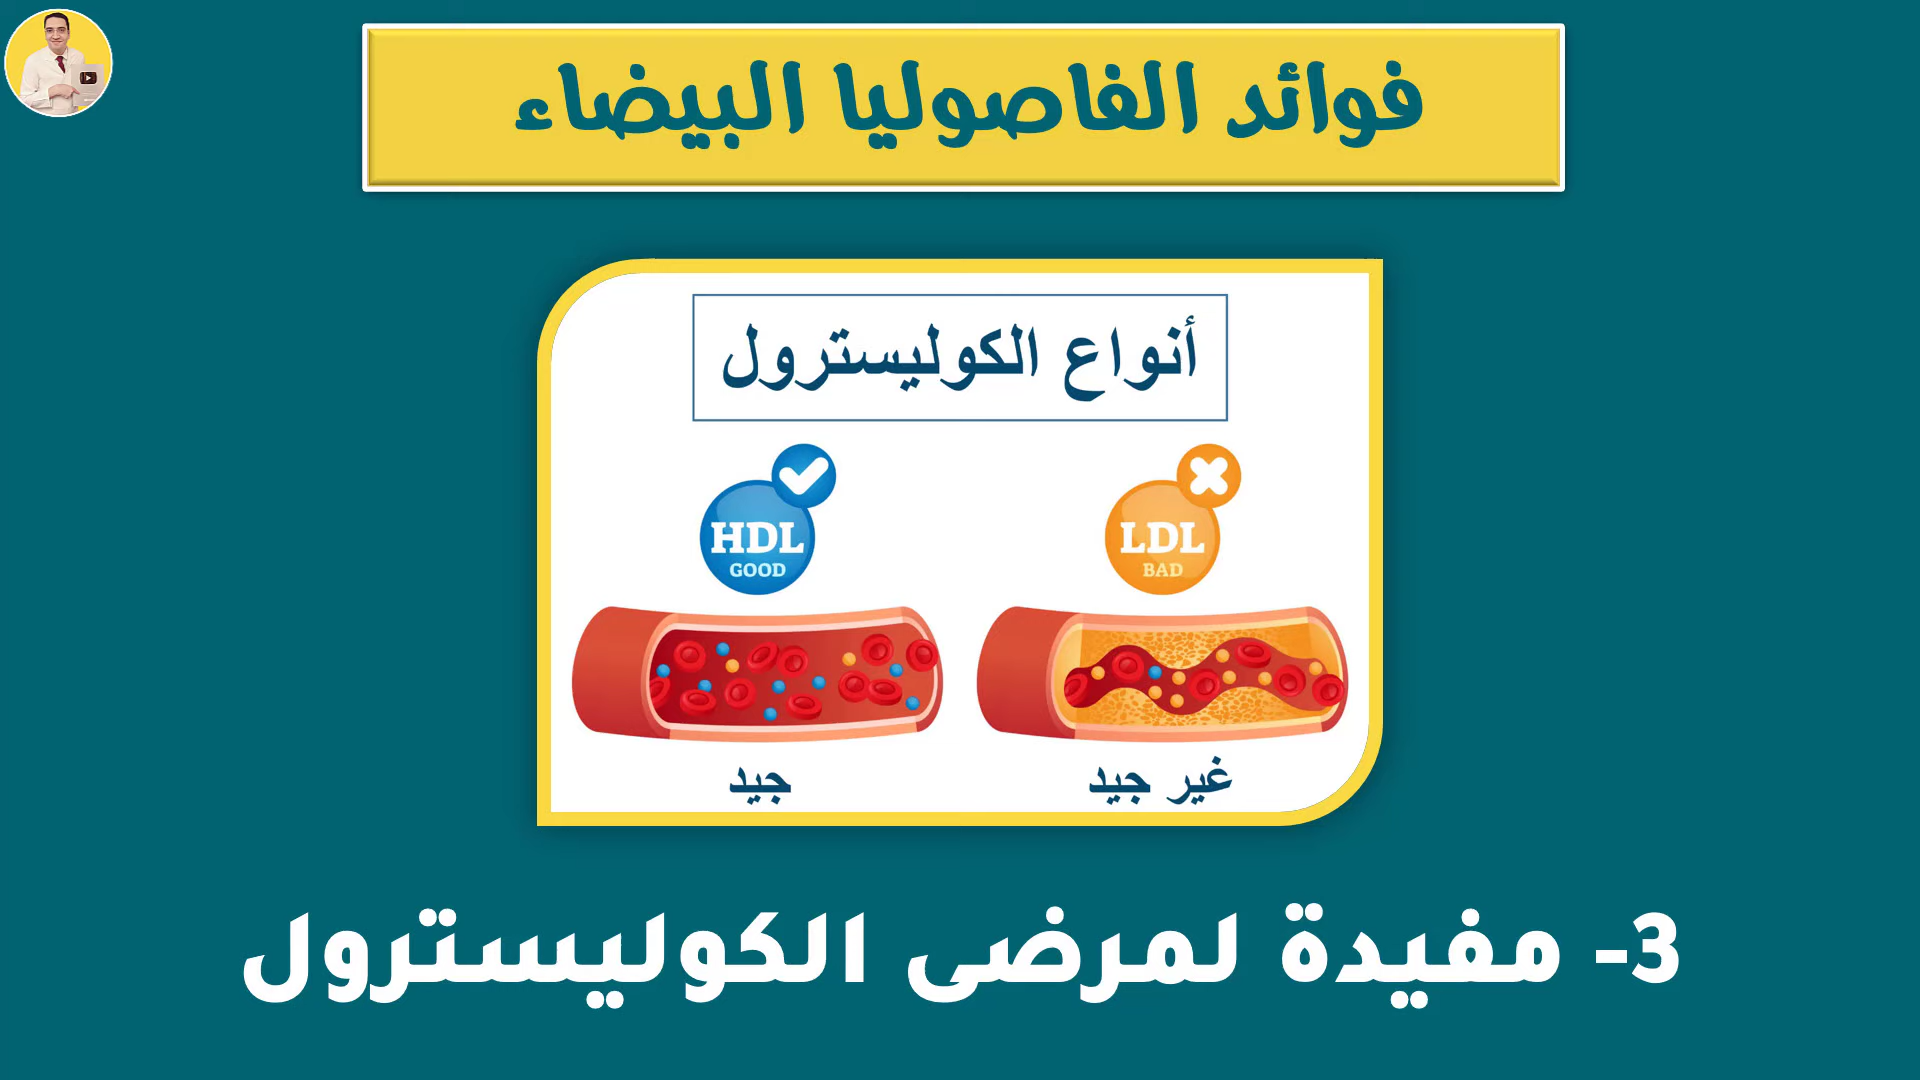 فوائد الفاصوليا البيضاء
أنواع الكوليسترول
HDL
GOOD
LDL
BAD
جيد
غير جيد
3- مفيدة لمرضى الكوليسترول